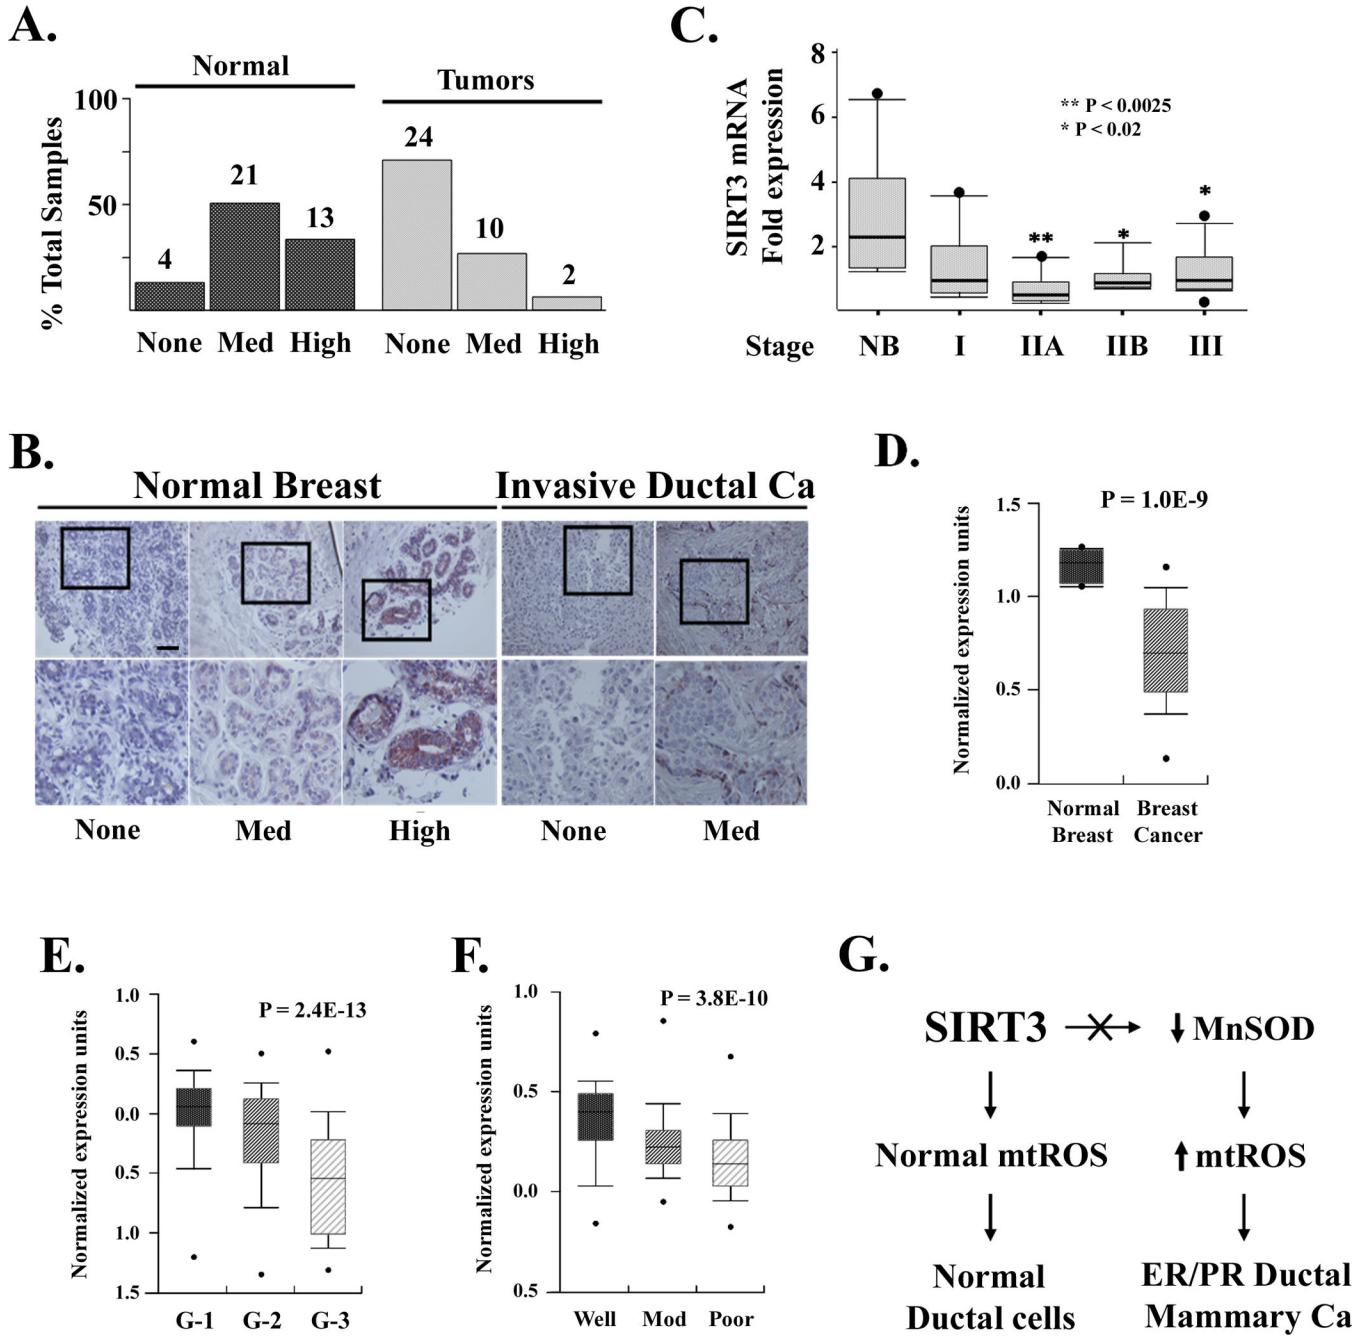 A.
Normal
Tumors
% Total Samples
100
50
4
21
13
24
10
2
None Med High None Med High
C.
SIRT3 mRNA
Fold expression
8
6
4
2
** P < 0.0025
* P < 0.02
**
*
*
Stage NB I IIA IIB III
B.
Normal Breast
Invasive Ductal Ca
None Med High None Med
D.
P = 1.0E-9
Normalized expression units
1.5
1.0
0.5
0.0
Normal Breast
Breast Cancer
E.
P = 2.4E-13
Normalized expression units
1.0
0.5
0.0
0.5
1.0
1.5
G-1 G-2 G-3
F.
P = 3.8E-10
Normalized expression units
1.0
0.5
0.0
0.5
Well Mod Poor
G.
SIRT3
MnSOD
Normal mtROS
mtROS
Normal
Ductal cells
ER/PR Ductal
Mammary Ca